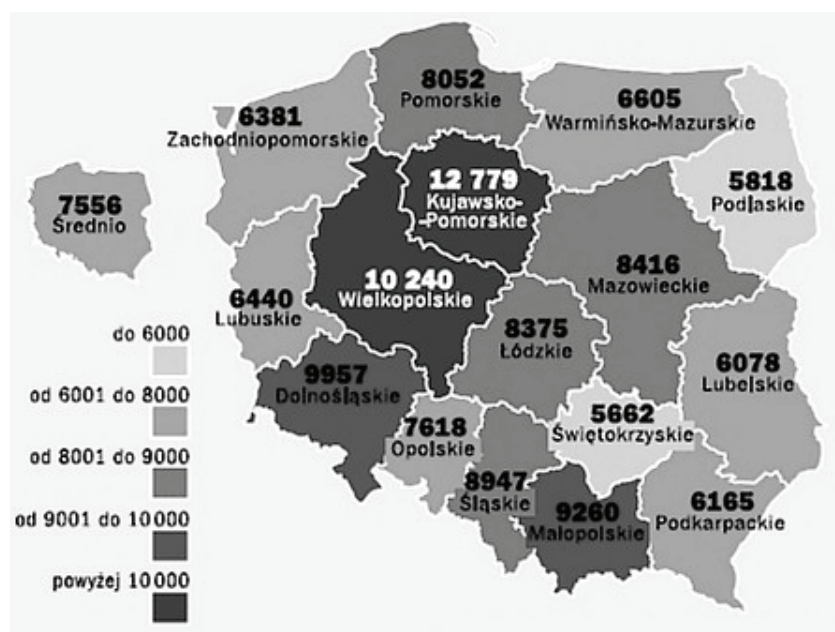 8052
Pomorskie
6381
Zachodniopomorskie
6605
Warmińsko-Mazurskie
12 779
Kujawsko-
-Pomorskie
5818
Podlaskie
7556
Średnio
10 240
Wielkopolskie
8416
Mazowieckie
6440
Lubuskie
8375
Łódzkie
6078
Lubelskie
9957
Dolnośląskie
7618
Opolskie
5662
Świętokrzyskie
8947
Śląskie
9260
Małopolskie
6165
Podkarpackie
do 6000
od 6001 do 8000
od 8001 do 9000
od 9001 do 10 000
powyżej 10 000